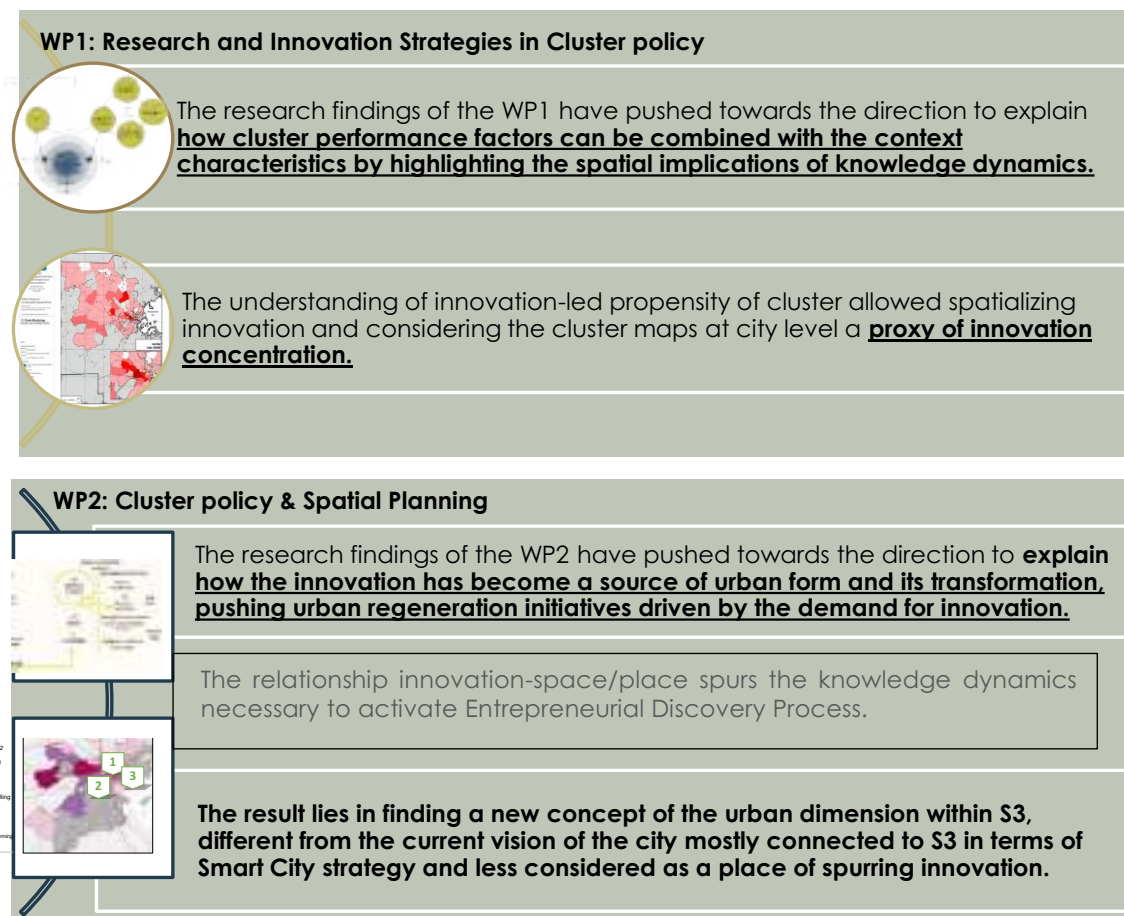 WP1: Research and Innovation Strategies in Cluster policy
The research findings of the WP1 have pushed towards the direction to explain
how cluster performance factors can be combined with the context
characteristics by highlighting the spatial implications of knowledge dynamics.
The understanding of innovation-led propensity of cluster allowed spatializing
innovation and considering the cluster maps at city level a proxy of innovation
concentration.
WP2: Cluster policy & Spatial Planning
The research findings of the WP2 have pushed towards the direction to explain
how the innovation has become a source of urban form and its transformation,
pushing urban regeneration initiatives driven by the demand for innovation.
The relationship innovation-space/place spurs the knowledge dynamics
necessary to activate Entrepreneurial Discovery Process.
1
2
3
The result lies in finding a new concept of the urban dimension within S3,
different from the current vision of the city mostly connected to S3 in terms of
Smart City strategy and less considered as a place of spurring innovation.